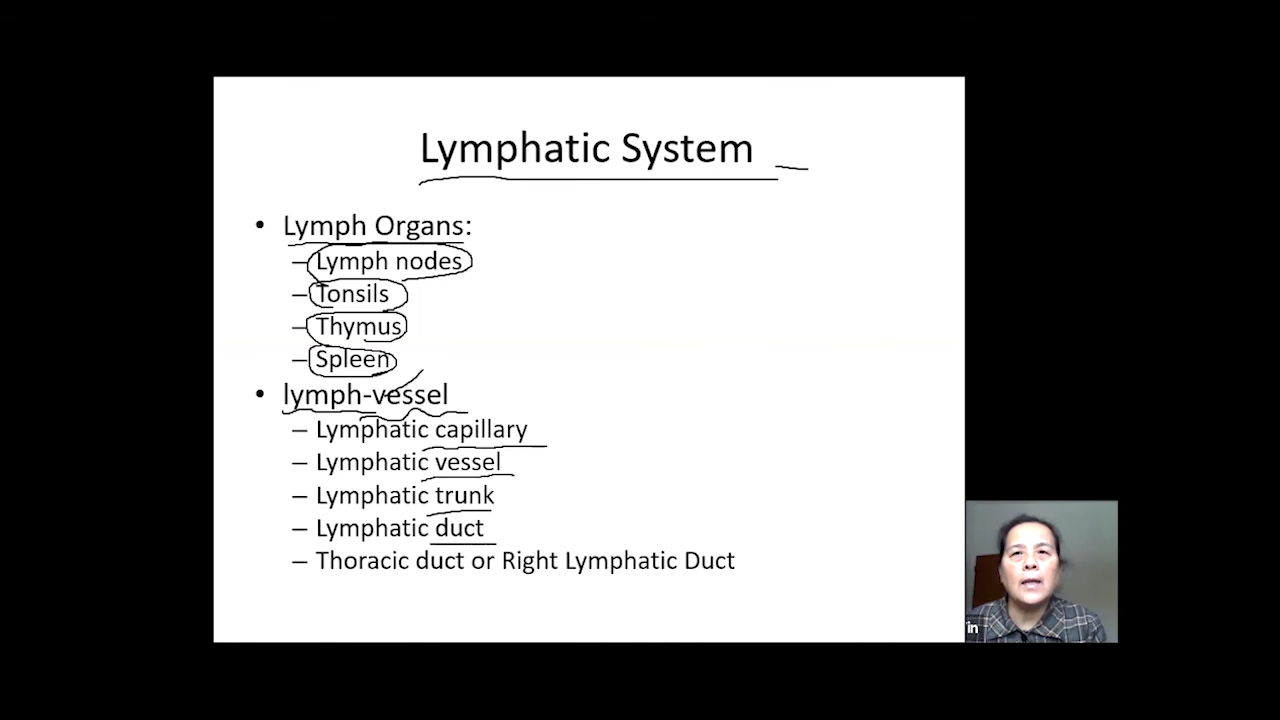 Lymphatic System
• Lymph Organs:
– Lymph nodes
– Tonsils
– Thymus
– Spleen
• lymph-vessel
– Lymphatic capillary
– Lymphatic vessel
– Lymphatic trunk
– Lymphatic duct
– Thoracic duct or Right Lymphatic Duct
in